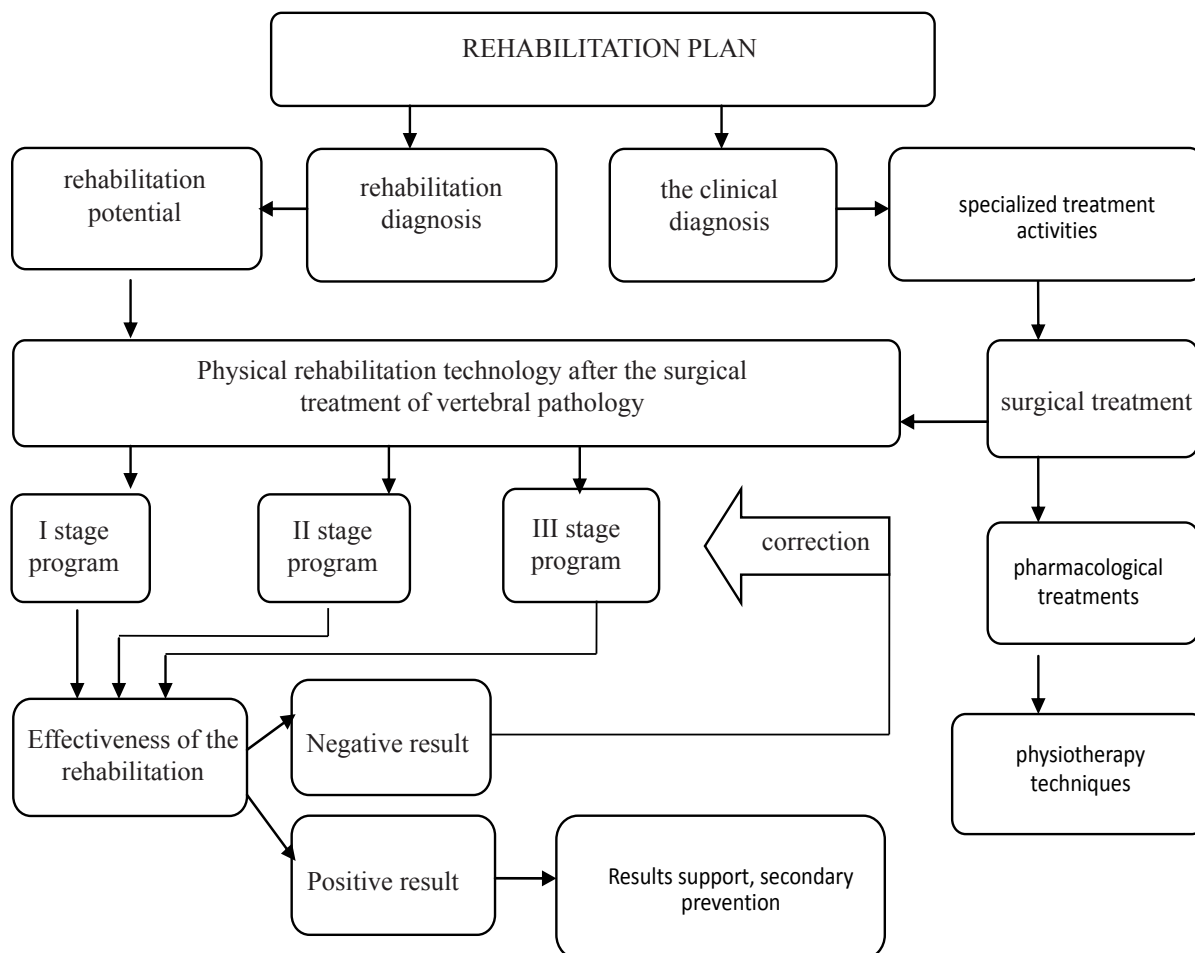 REHABILITATION PLAN
rehabilitation
potential
rehabilitation
diagnosis
the clinical
diagnosis
specialized treatment
activities
Physical rehabilitation technology after the surgical
treatment of vertebral pathology
surgical treatment
I stage
program
II stage
program
III stage
program
correction
pharmacological
treatments
Effectiveness of the
rehabilitation
Negative result
physiotherapy
techniques
Positive result
Results support, secondary
prevention